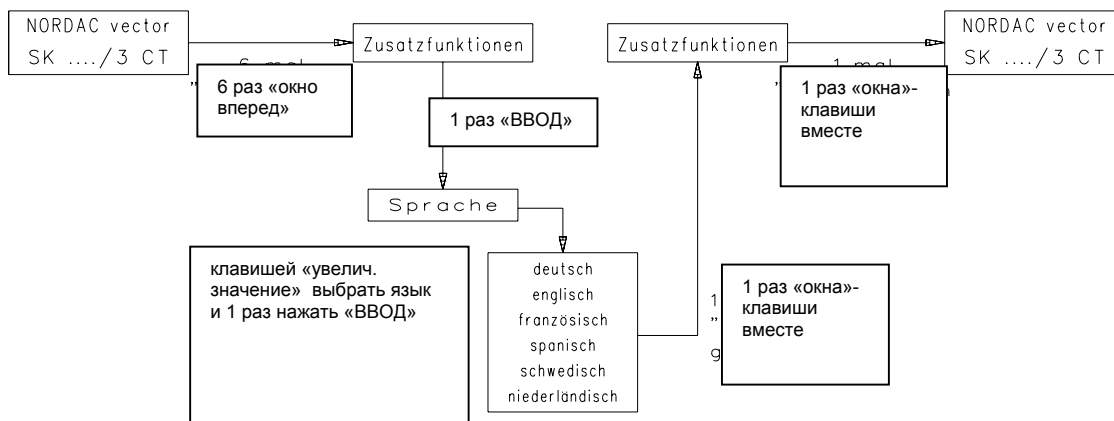 NORDAC vector
SK ..../3 CT
Zusatzfunktionen
Zusatzfunktionen
NORDAC vector
SK ..../3 CT
6 раз «окно
вперед»
1 раз «окна»-
клавиши
вместе
1 раз «ВВОД»
Sprache
клавишей «увелич.
значение» выбрать язык
и 1 раз нажать «ВВОД»
deutsch
englisch
französisch
spanisch
schwedisch
niederländisch
1 раз «окна»-
клавиши
вместе